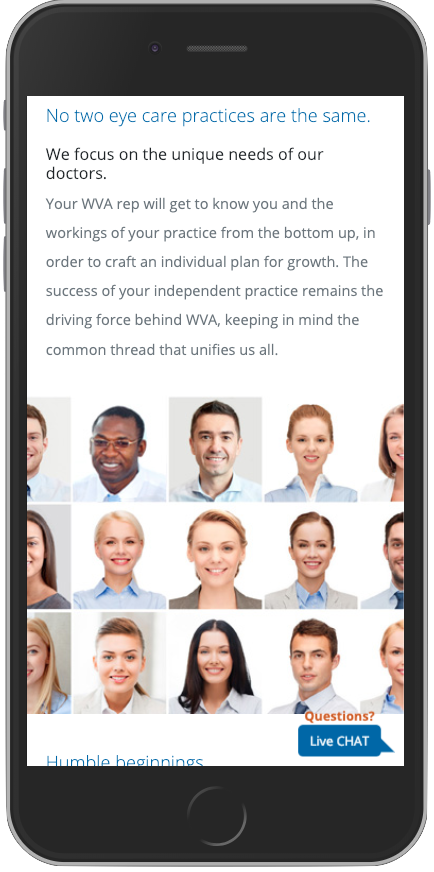 No two eye care practices are the same.
We focus on the unique needs of our
doctors.
Your WVA rep will get to know you and the
workings of your practice from the bottom up, in
order to craft an individual plan for growth. The
success of your independent practice remains the
driving force behind WVA, keeping in mind the
common thread that unifies us all.
Questions?
Live CHAT
Humble beginnings